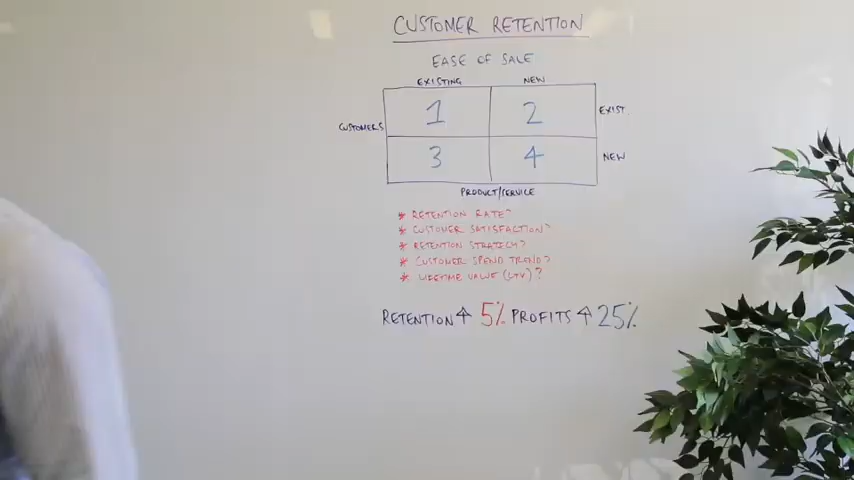 CUSTOMER RETENTION
EASE OF SALE
EXISTING NEW
1 2 EXIST.
CUSTOMERS
3 4 NEW
PRODUCT/SERVICE
* RETENTION RATE?
* CUSTOMER SATISFACTION?
* RETENTION STRATEGY?
* CUSTOMER SPEND TREND?
* LIFETIME VALUE (LTV)?
RETENTION ↑ 5% PROFITS ↑ 25%